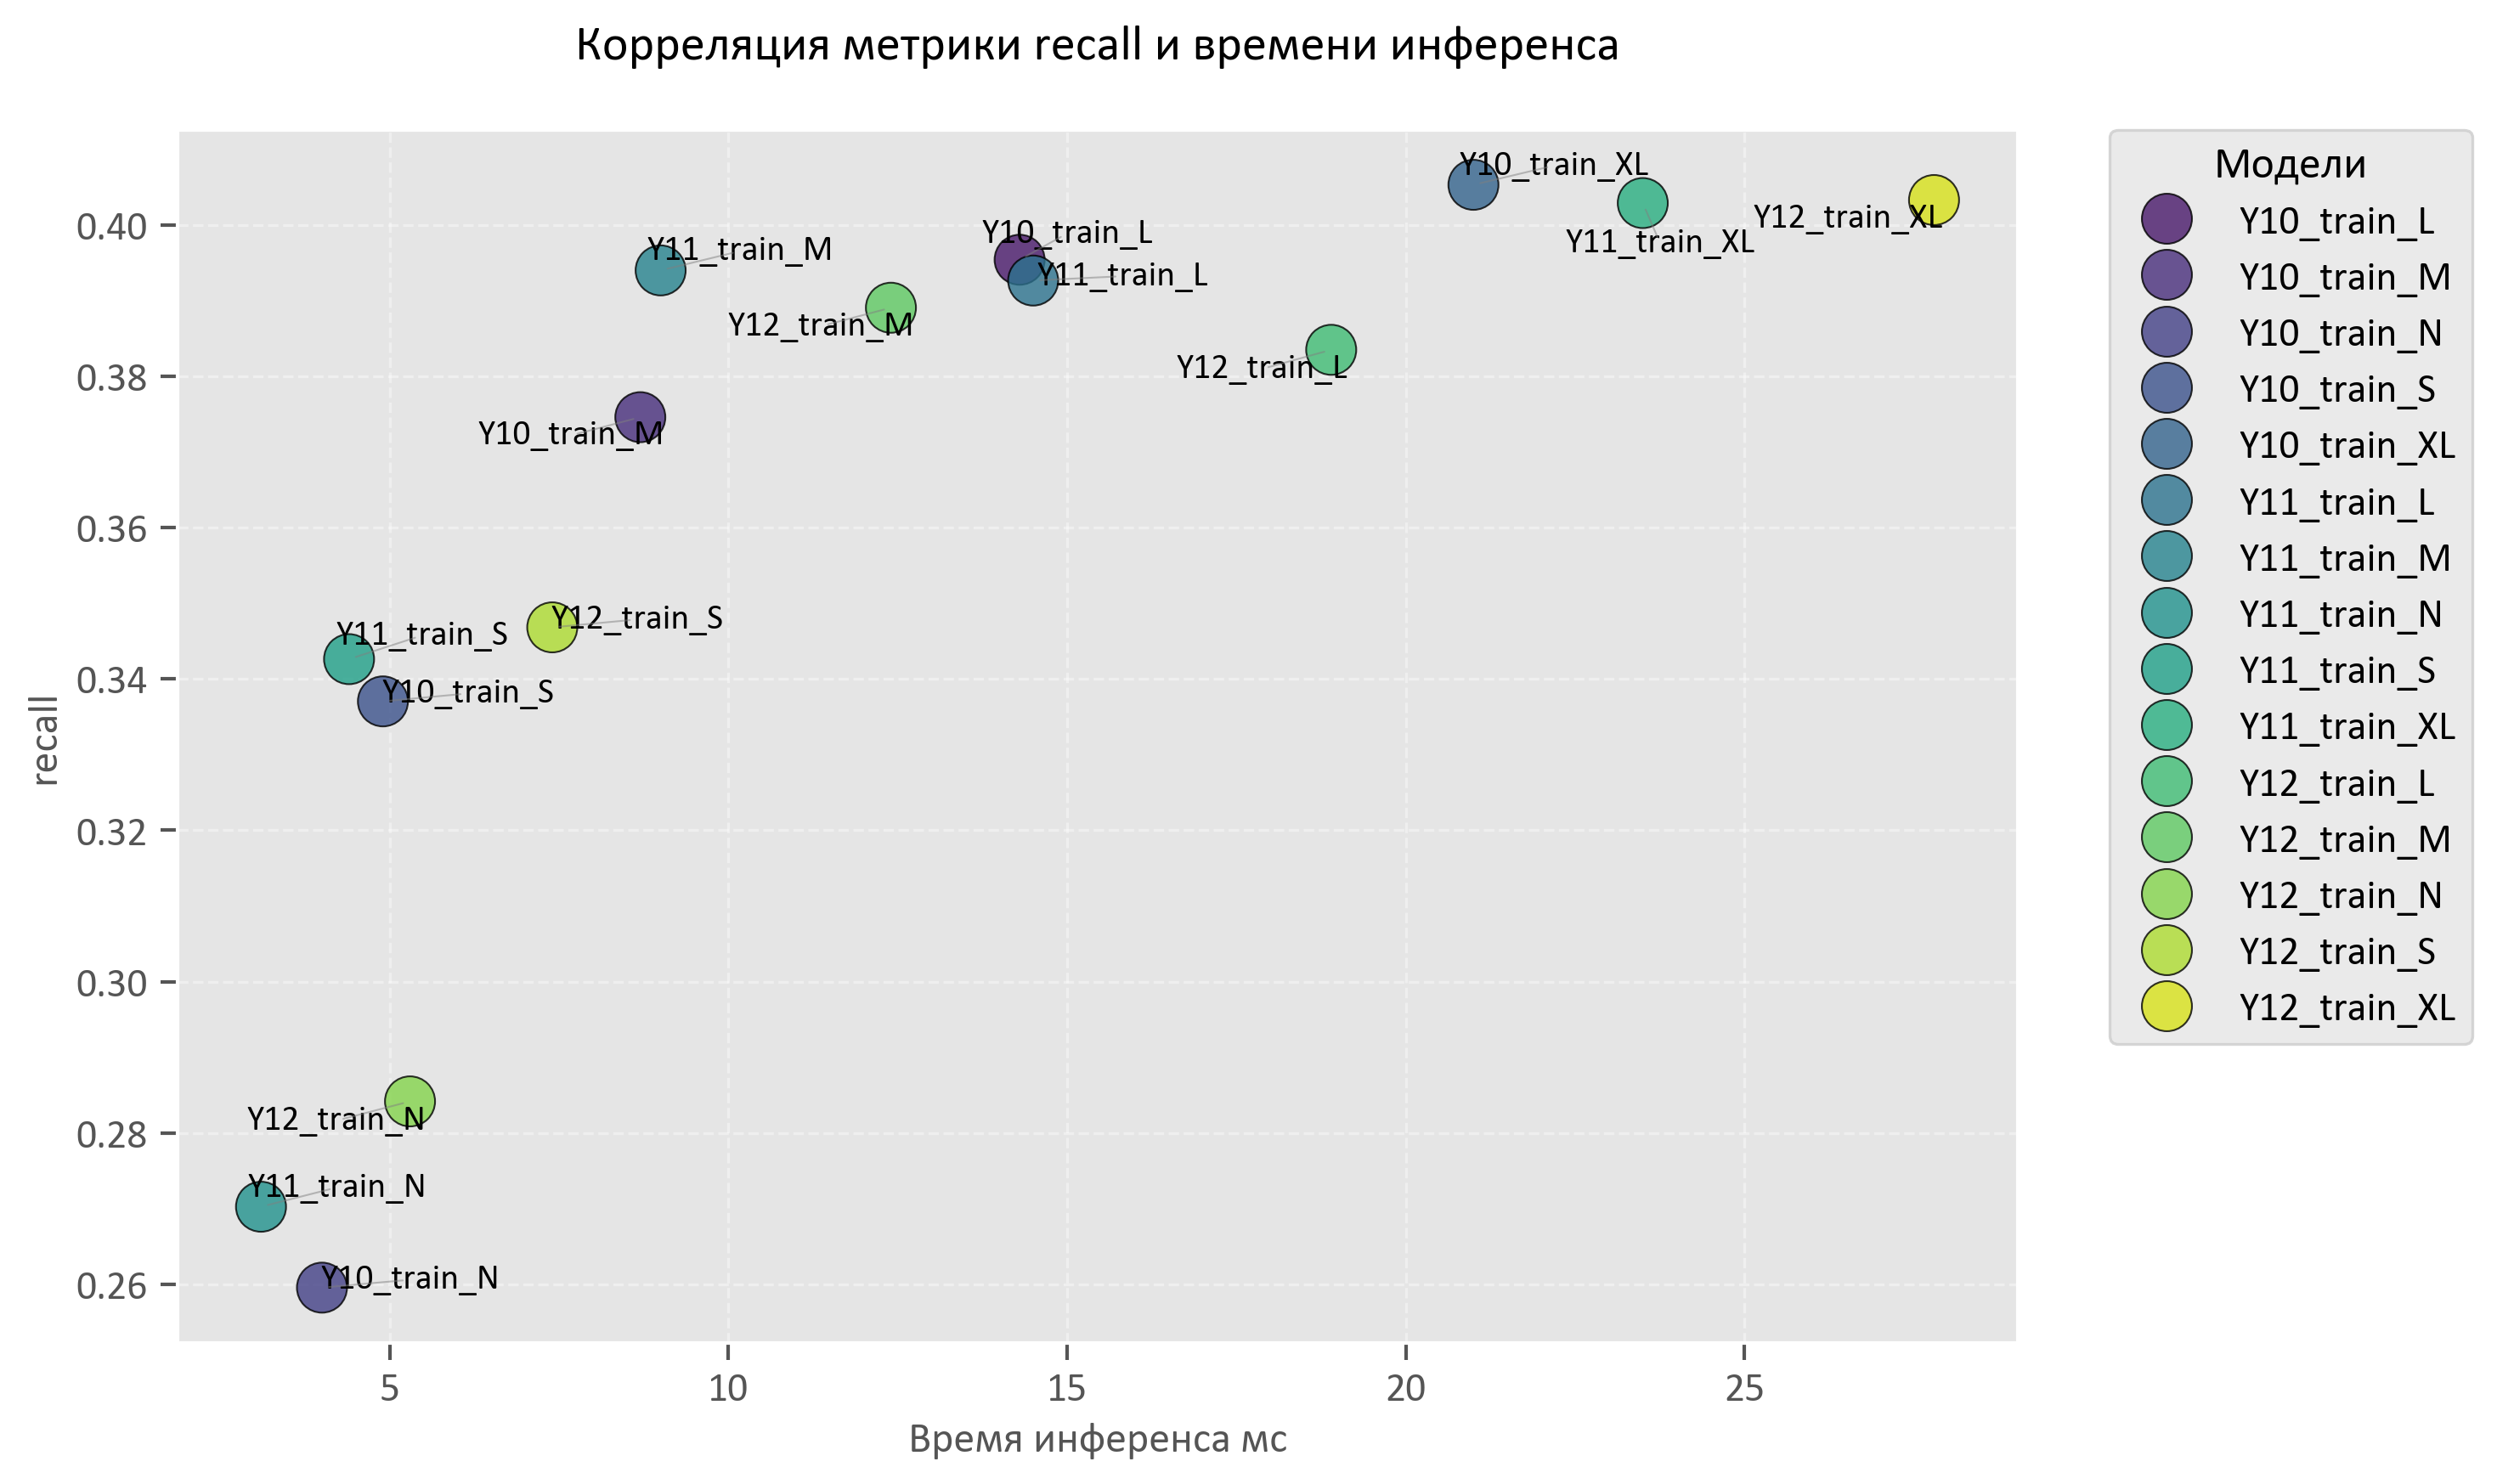 Корреляция метрики recall и времени инференса
Y10_train_XL
Y12_train_XL
Y11_train_XL
Y10_train_L
Y11_train_M
Y11_train_L
Y12_train_M
Y12_train_L
Y10_train_M
Y12_train_S
Y11_train_S
Y10_train_S
Y12_train_N
Y11_train_N
Y10_train_N
0.40
0.38
0.36
0.34
0.32
0.30
0.28
0.26
recall
5
10
15
20
25
Время инференса мс
Модели
Y10_train_L
Y10_train_M
Y10_train_N
Y10_train_S
Y10_train_XL
Y11_train_L
Y11_train_M
Y11_train_N
Y11_train_S
Y11_train_XL
Y12_train_L
Y12_train_M
Y12_train_N
Y12_train_S
Y12_train_XL